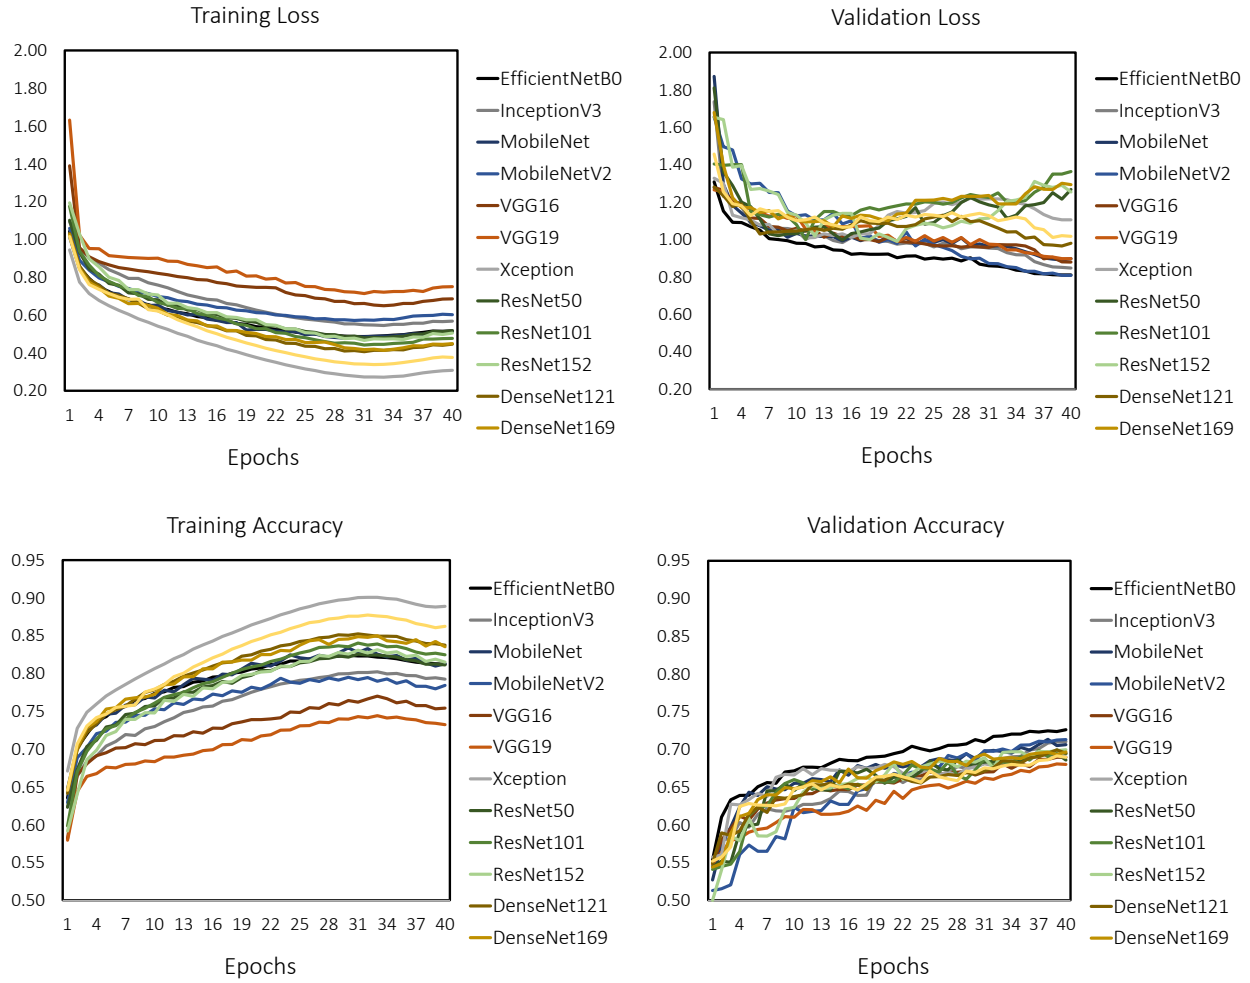 Training Loss
2.00
1.80
1.60
1.40
1.20
1.00
0.80
0.60
0.40
0.20
1 4 7 10 13 16 19 22 25 28 31 34 37 40
Epochs
EfficientNetB0
InceptionV3
MobileNet
MobileNetV2
VGG16
VGG19
Xception
ResNet50
ResNet101
ResNet152
DenseNet121
DenseNet169
Validation Loss
2.00
1.80
1.60
1.40
1.20
1.00
0.80
0.60
0.40
0.20
1 4 7 10 13 16 19 22 25 28 31 34 37 40
Epochs
EfficientNetB0
InceptionV3
MobileNet
MobileNetV2
VGG16
VGG19
Xception
ResNet50
ResNet101
ResNet152
DenseNet121
DenseNet169
Training Accuracy
0.95
0.90
0.85
0.80
0.75
0.70
0.65
0.60
0.55
0.50
1 4 7 10 13 16 19 22 25 28 31 34 37 40
Epochs
EfficientNetB0
InceptionV3
MobileNet
MobileNetV2
VGG16
VGG19
Xception
ResNet50
ResNet101
ResNet152
DenseNet121
DenseNet169
Validation Accuracy
0.95
0.90
0.85
0.80
0.75
0.70
0.65
0.60
0.55
0.50
1 4 7 10 13 16 19 22 25 28 31 34 37 40
Epochs
EfficientNetB0
InceptionV3
MobileNet
MobileNetV2
VGG16
VGG19
Xception
ResNet50
ResNet101
ResNet152
DenseNet121
DenseNet169